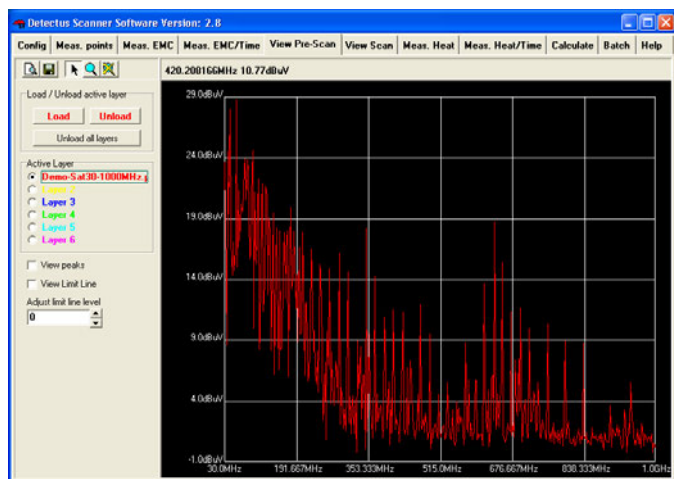 Detectus Scanner Software Version: 2.8
Config Meas. points Meas. EMC Meas. EMC/Time View Pre-Scan View Scan Meas. Heat Meas. Heat/Time Calculate Batch Help
420.200166MHz 10.77dBuV
Load / Unload active layer
Load Unload
Unload all layers
Active Layer
Demo-Sat30-1000MHz.p
Layer 2
Layer 3
Layer 4
Layer 5
Layer 6
View peaks
View Limit Line
Adjust limit line level
0
29.0dBuV
24.0dBuV
19.0dBuV
14.0dBuV
9.0dBuV
4.0dBuV
-1.0dBuV
30.0MHz 191.667MHz 353.333MHz 515.0MHz 676.667MHz 838.333MHz 1.0GHz